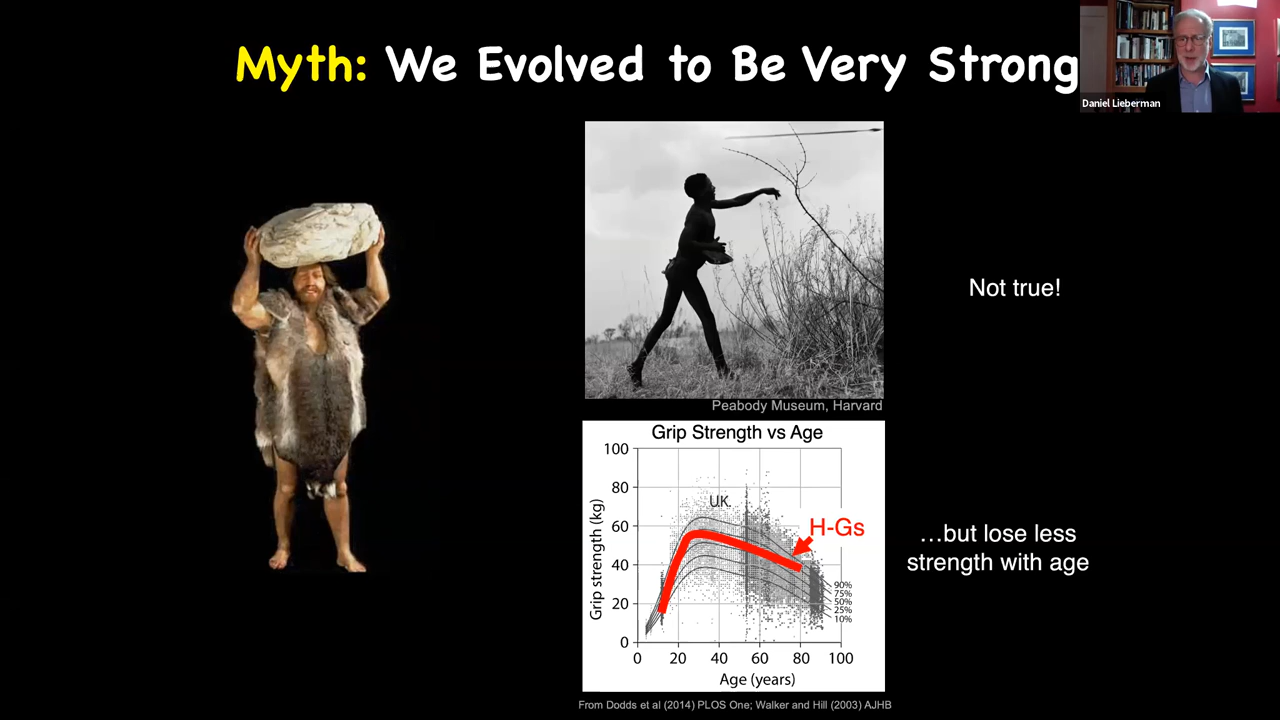 Myth: We Evolved to Be Very Strong
Daniel Lieberman
Not true!
Peabody Museum, Harvard
Grip Strength vs Age
100
80
60
40
20
0
Grip strength (kg)
U.K.
H-Gs
90%
75%
50%
25%
10%
0 20 40 60 80 100
Age (years)
…but lose less
strength with age
From Dodds et al (2014) PLOS One; Walker and Hill (2003) AJHB